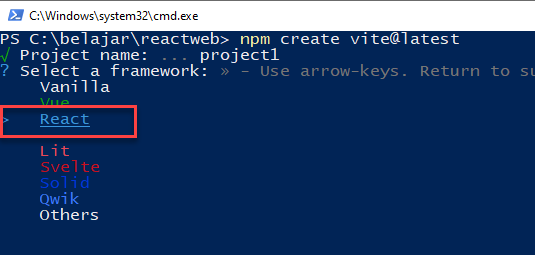 C:\Windows\system32\cmd.exe
PS C:\belajar\reactweb> npm create vite@latest
√ Project name: ... project1
? Select a framework: » - Use arrow-keys. Return to su
Vanilla
Vue
> React
Lit
Svelte
Solid
Qwik
Others